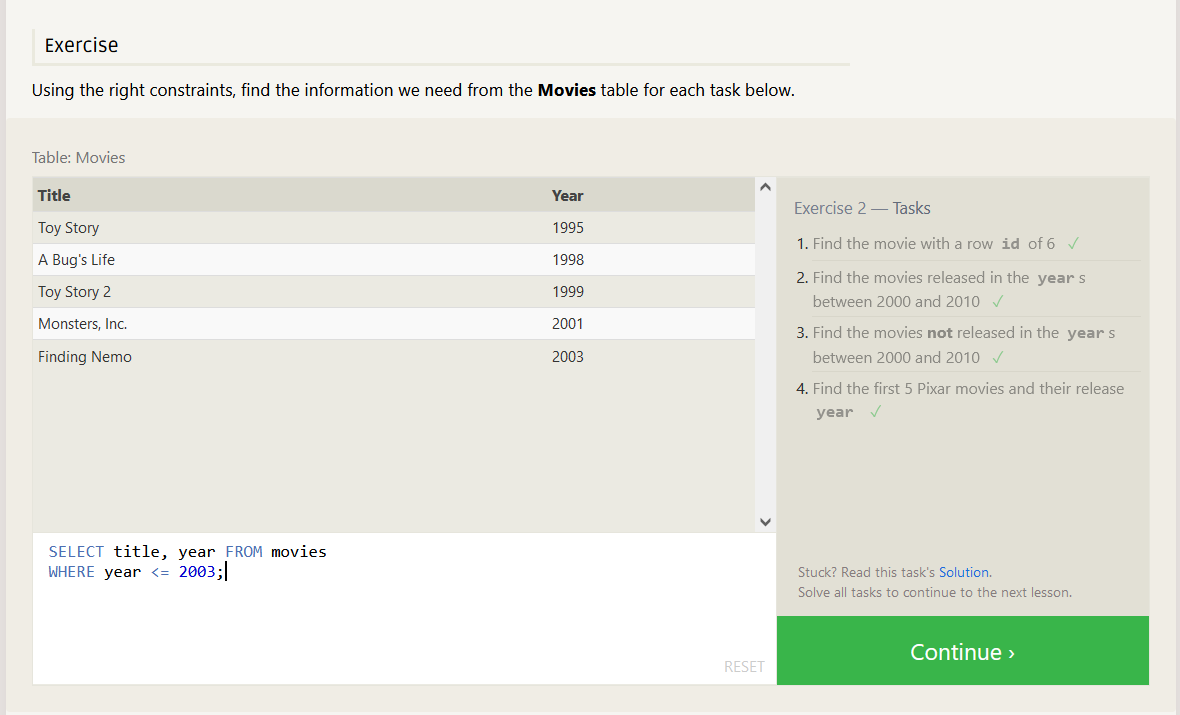 Exercise
Using the right constraints, find the information we need from the Movies table for each task below.
Table: Movies
Title Year
Toy Story 1995
A Bug's Life 1998
Toy Story 2 1999
Monsters, Inc. 2001
Finding Nemo 2003
SELECT title, year FROM movies
WHERE year <= 2003;
RESET
Exercise 2 — Tasks
1. Find the movie with a row id of 6 ✓
2. Find the movies released in the year s
between 2000 and 2010 ✓
3. Find the movies not released in the year s
between 2000 and 2010 ✓
4. Find the first 5 Pixar movies and their release
year ✓
Stuck? Read this task's Solution.
Solve all tasks to continue to the next lesson.
Continue ›